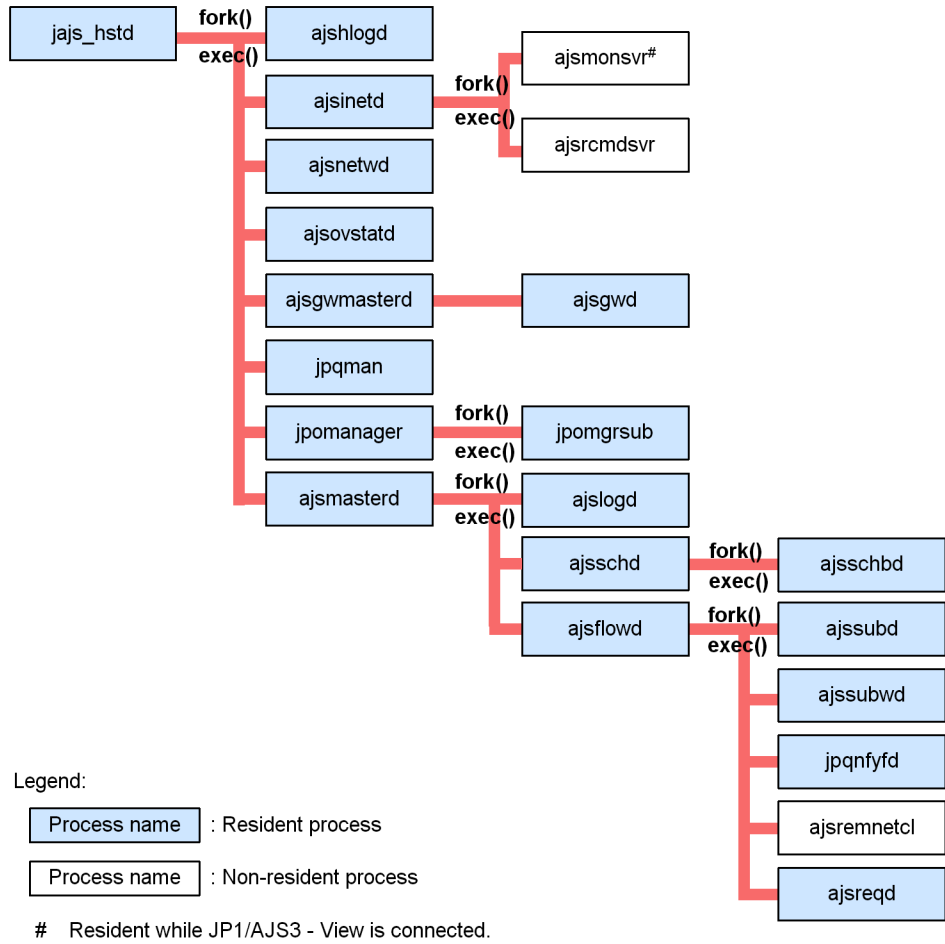 jajs_hstd
fork()
exec()
ajshlogd
ajsinetd
fork()
exec()
ajsmonsvr#
ajsrcmdsvr
ajsnetwd
ajsovstatd
ajsgwmasterd
ajsgwd
jpqman
jpomanager
fork()
exec()
jpomgrsub
ajsmasterd
fork()
exec()
ajslogd
ajsschd
fork()
exec()
ajsschbd
ajsflowd
fork()
exec()
ajssubd
ajssubwd
jpqnfyfd
ajsremnetcl
ajsreqd
Legend:
Process name : Resident process
Process name : Non-resident process
# Resident while JP1/AJS3 - View is connected.